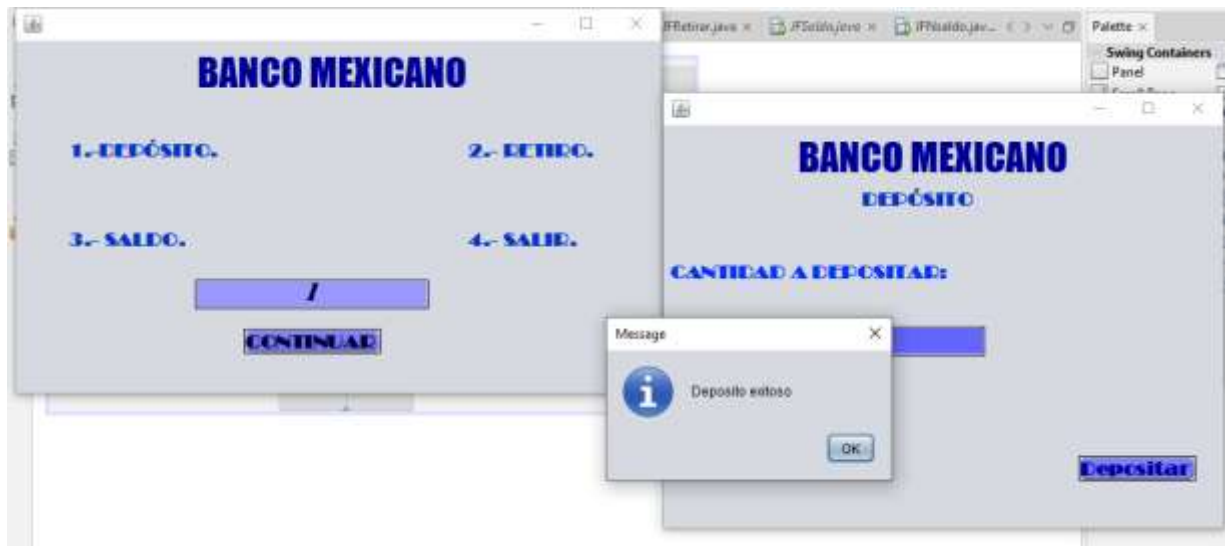 BANCO MEXICANO
1.-DEPÓSITO.
2.- RETIRO.
3.- SALDO.
4.- SALIR.
1
CONTINUAR
JFRetirar.java × JFSaldo.java ×
Palette ×
Swing Containers
Panel
BANCO MEXICANO
DEPÓSITO
CANTIDAD A DEPOSITAR:
Depositar
Message
Deposito exitoso
OK